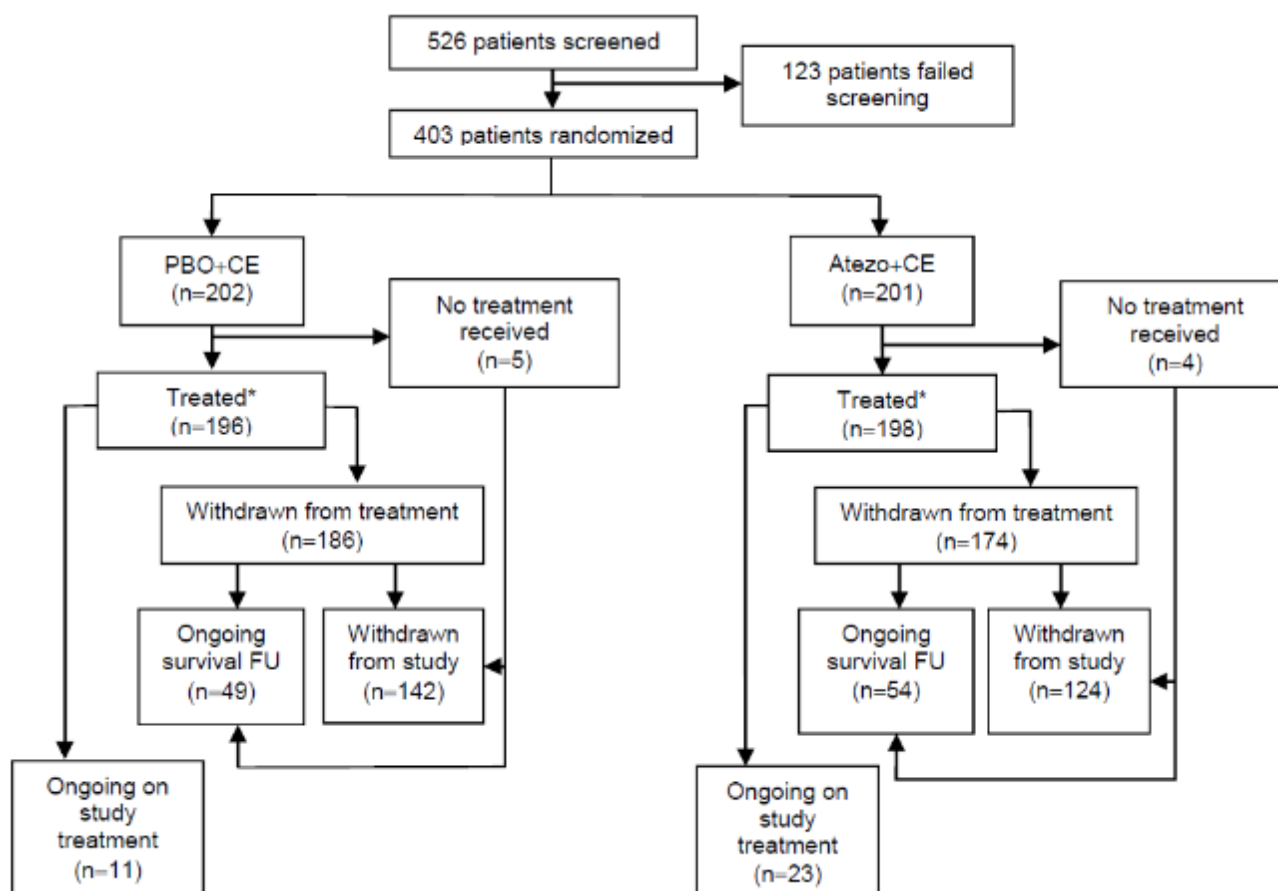 526 patients screened
123 patients failed
screening
403 patients randomized
PBO+CE
(n=202)
No treatment
received
(n=5)
Treated*
(n=196)
Withdrawn from treatment
(n=186)
Ongoing
survival FU
(n=49)
Withdrawn
from study
(n=142)
Ongoing on
study
treatment
(n=11)
Atezo+CE
(n=201)
No treatment
received
(n=4)
Treated*
(n=198)
Withdrawn from treatment
(n=174)
Ongoing
survival FU
(n=54)
Withdrawn
from study
(n=124)
Ongoing on
study
treatment
(n=23)